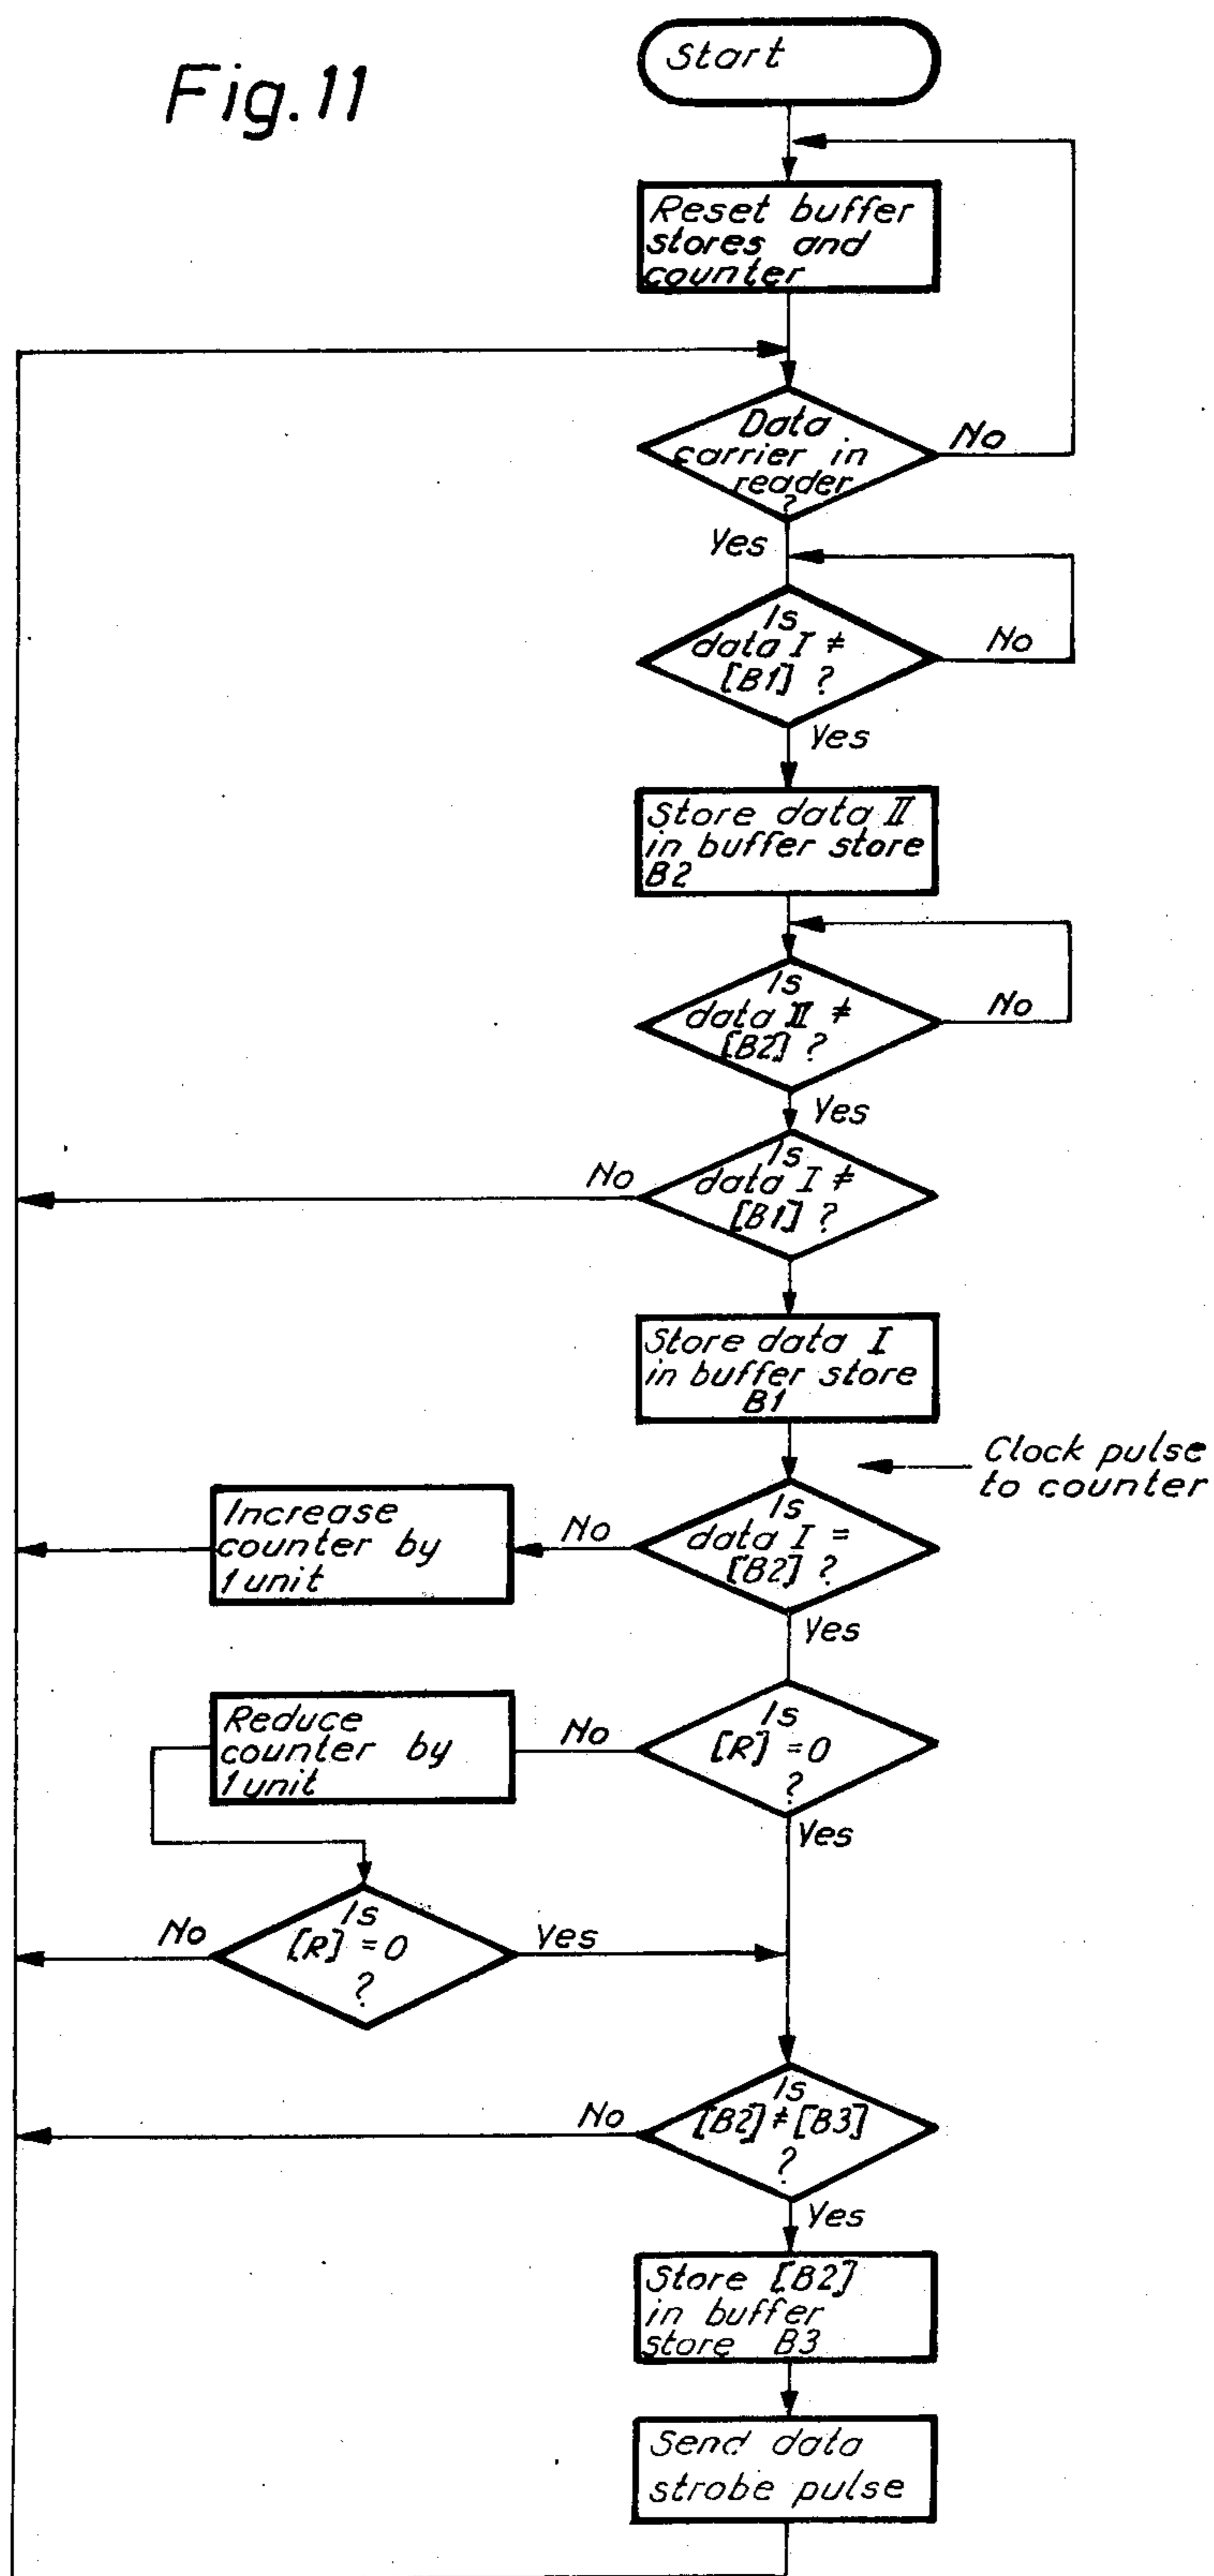 Fig. 11
Start
Reset buffer
stores and
counter
Data
carrier in
reader
?
No
Yes
Is
data I ≠
[B1] ?
No
Yes
Store data II
in buffer store
B2
Is
data II ≠
[B2] ?
No
Yes
Is
data I ≠
[B1] ?
No
Store data I
in buffer store
B1
Clock pulse
to counter
Is
data I =
[B2] ?
No
Increase
counter by
1 unit
Yes
Is
[R] = 0
?
No
Reduce
counter by
1 unit
Yes
Is
[R] = 0
?
No
Yes
Is
[B2] ≠ [B3]
?
No
Yes
Store [B2]
in buffer
store B3
Send data
strobe pulse